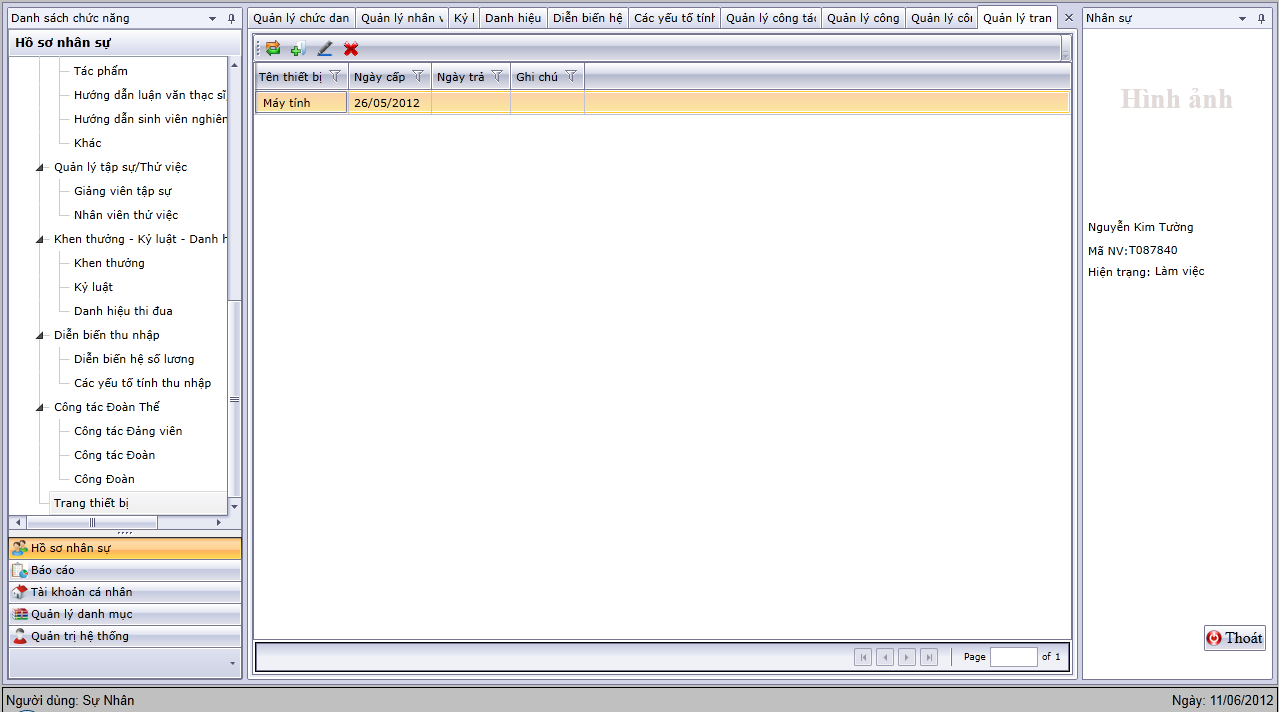 Danh sách chức năng
Hồ sơ nhân sự
Tác phẩm
Hướng dẫn luận văn thạc sĩ,
Hướng dẫn sinh viên nghiên
Khác
Quản lý tập sự/Thử việc
Giảng viên tập sự
Nhân viên thử việc
Khen thưởng - Kỷ luật - Danh h
Khen thưởng
Kỷ luật
Danh hiệu thi đua
Diễn biến thu nhập
Diễn biến hệ số lương
Các yếu tố tính thu nhập
Công tác Đoàn Thể
Công tác Đảng viên
Công tác Đoàn
Công Đoàn
Trang thiết bị
Hồ sơ nhân sự
Báo cáo
Tài khoản cá nhân
Quản lý danh mục
Quản trị hệ thống
Quản lý chức dan Quản lý nhân v Kỷ l Danh hiệu Diễn biến hệ Các yếu tố tính Quản lý công tác Quản lý công Quản lý côn Quản lý tran
Tên thiết bị Ngày cấp Ngày trả Ghi chú
Máy tính 26/05/2012
Page of 1
Nhân sự
Hình ảnh
Nguyễn Kim Tường
Mã NV:T087840
Hiện trạng: Làm việc
Thoát
Người dùng: Sự Nhân
Ngày: 11/06/2012